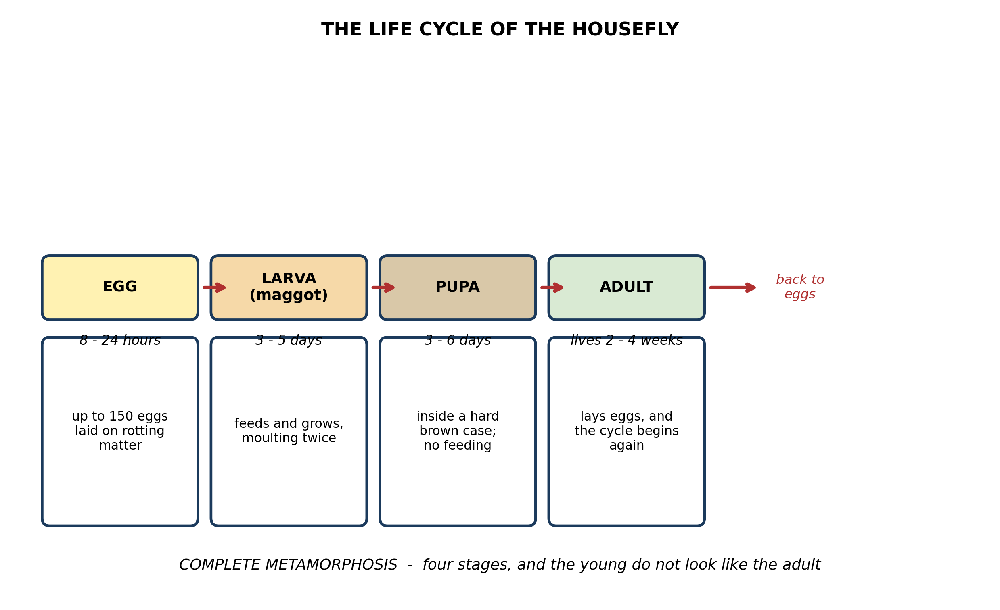 THE LIFE CYCLE OF THE HOUSEFLY
EGG
LARVA
(maggot)
PUPA
ADULT
back to
eggs
8 - 24 hours
3 - 5 days
3 - 6 days
lives 2 - 4 weeks
up to 150 eggs
laid on rotting
matter
feeds and grows,
moulting twice
inside a hard
brown case;
no feeding
lays eggs, and
the cycle begins
again
COMPLETE METAMORPHOSIS - four stages, and the young do not look like the adult